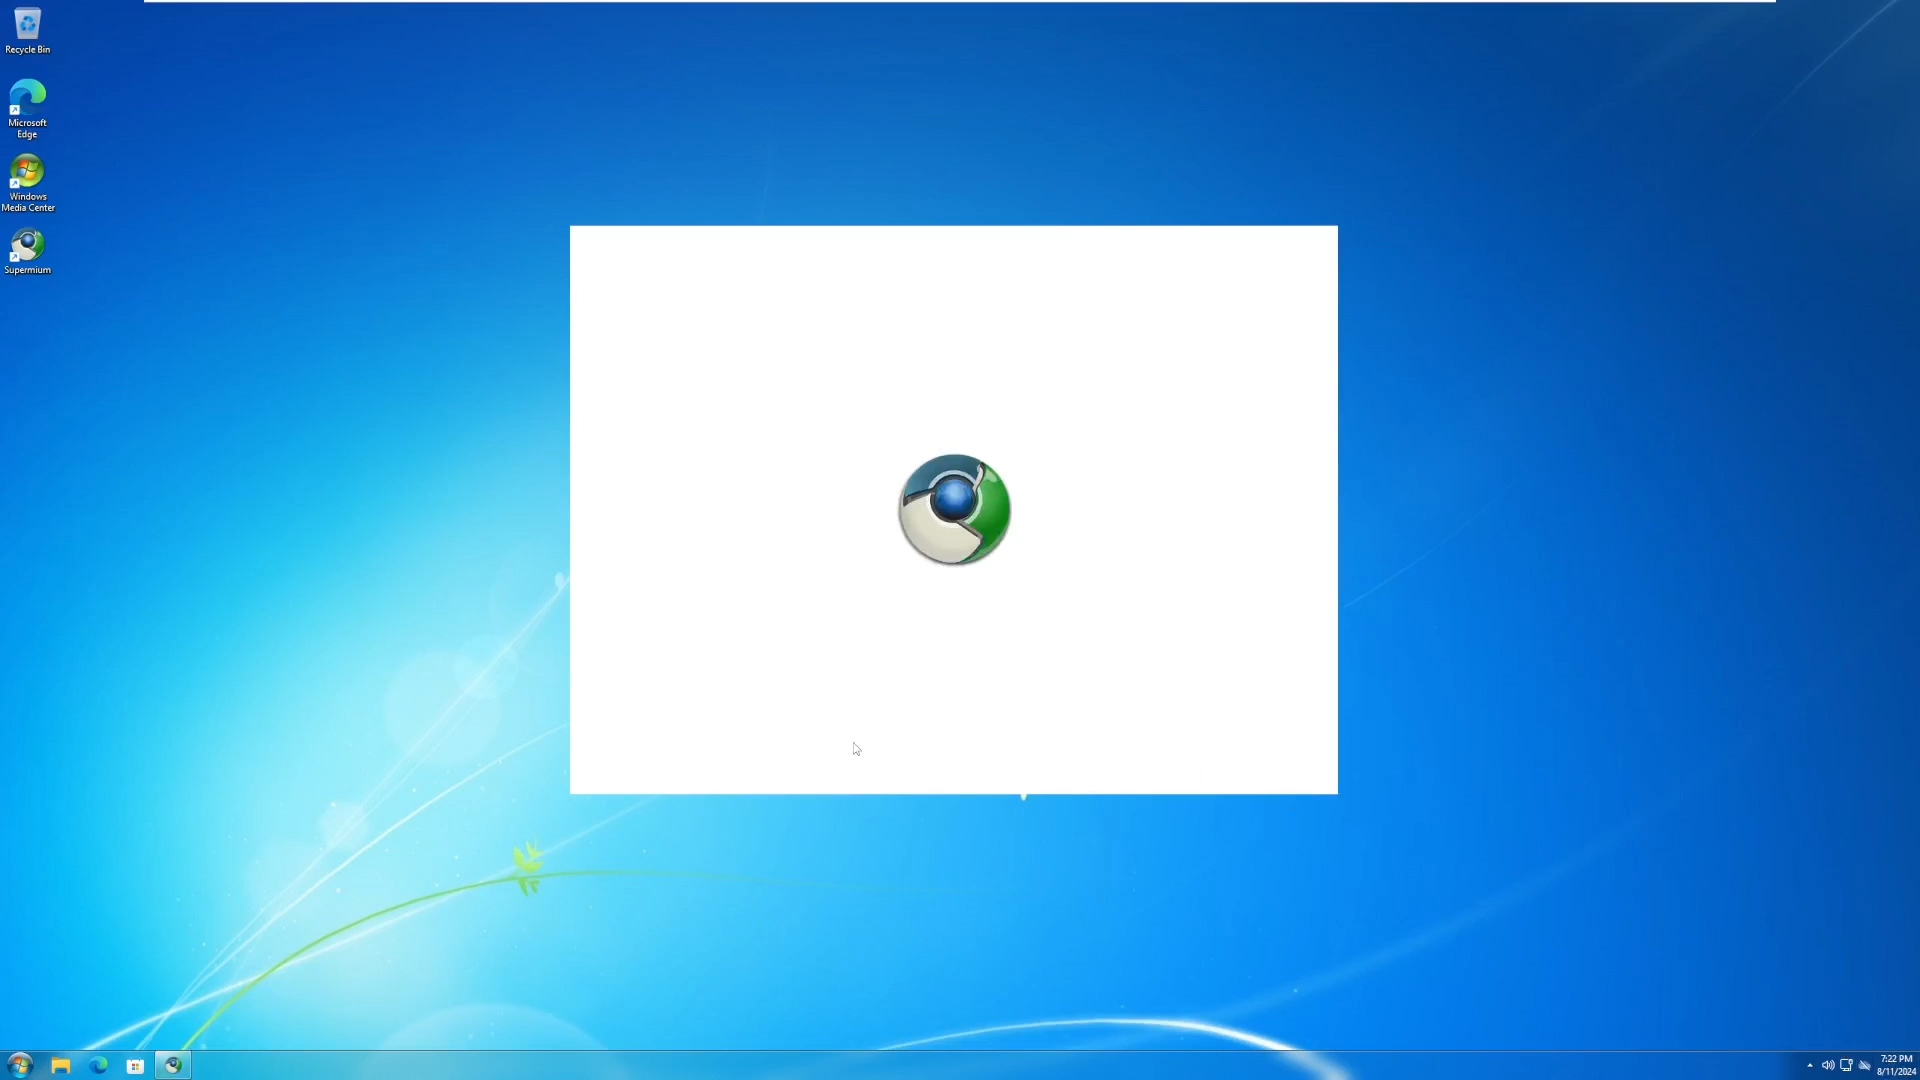 Recycle Bin
Microsoft
Edge
Windows
Media Center
Supermium
7:22 PM
8/11/2024